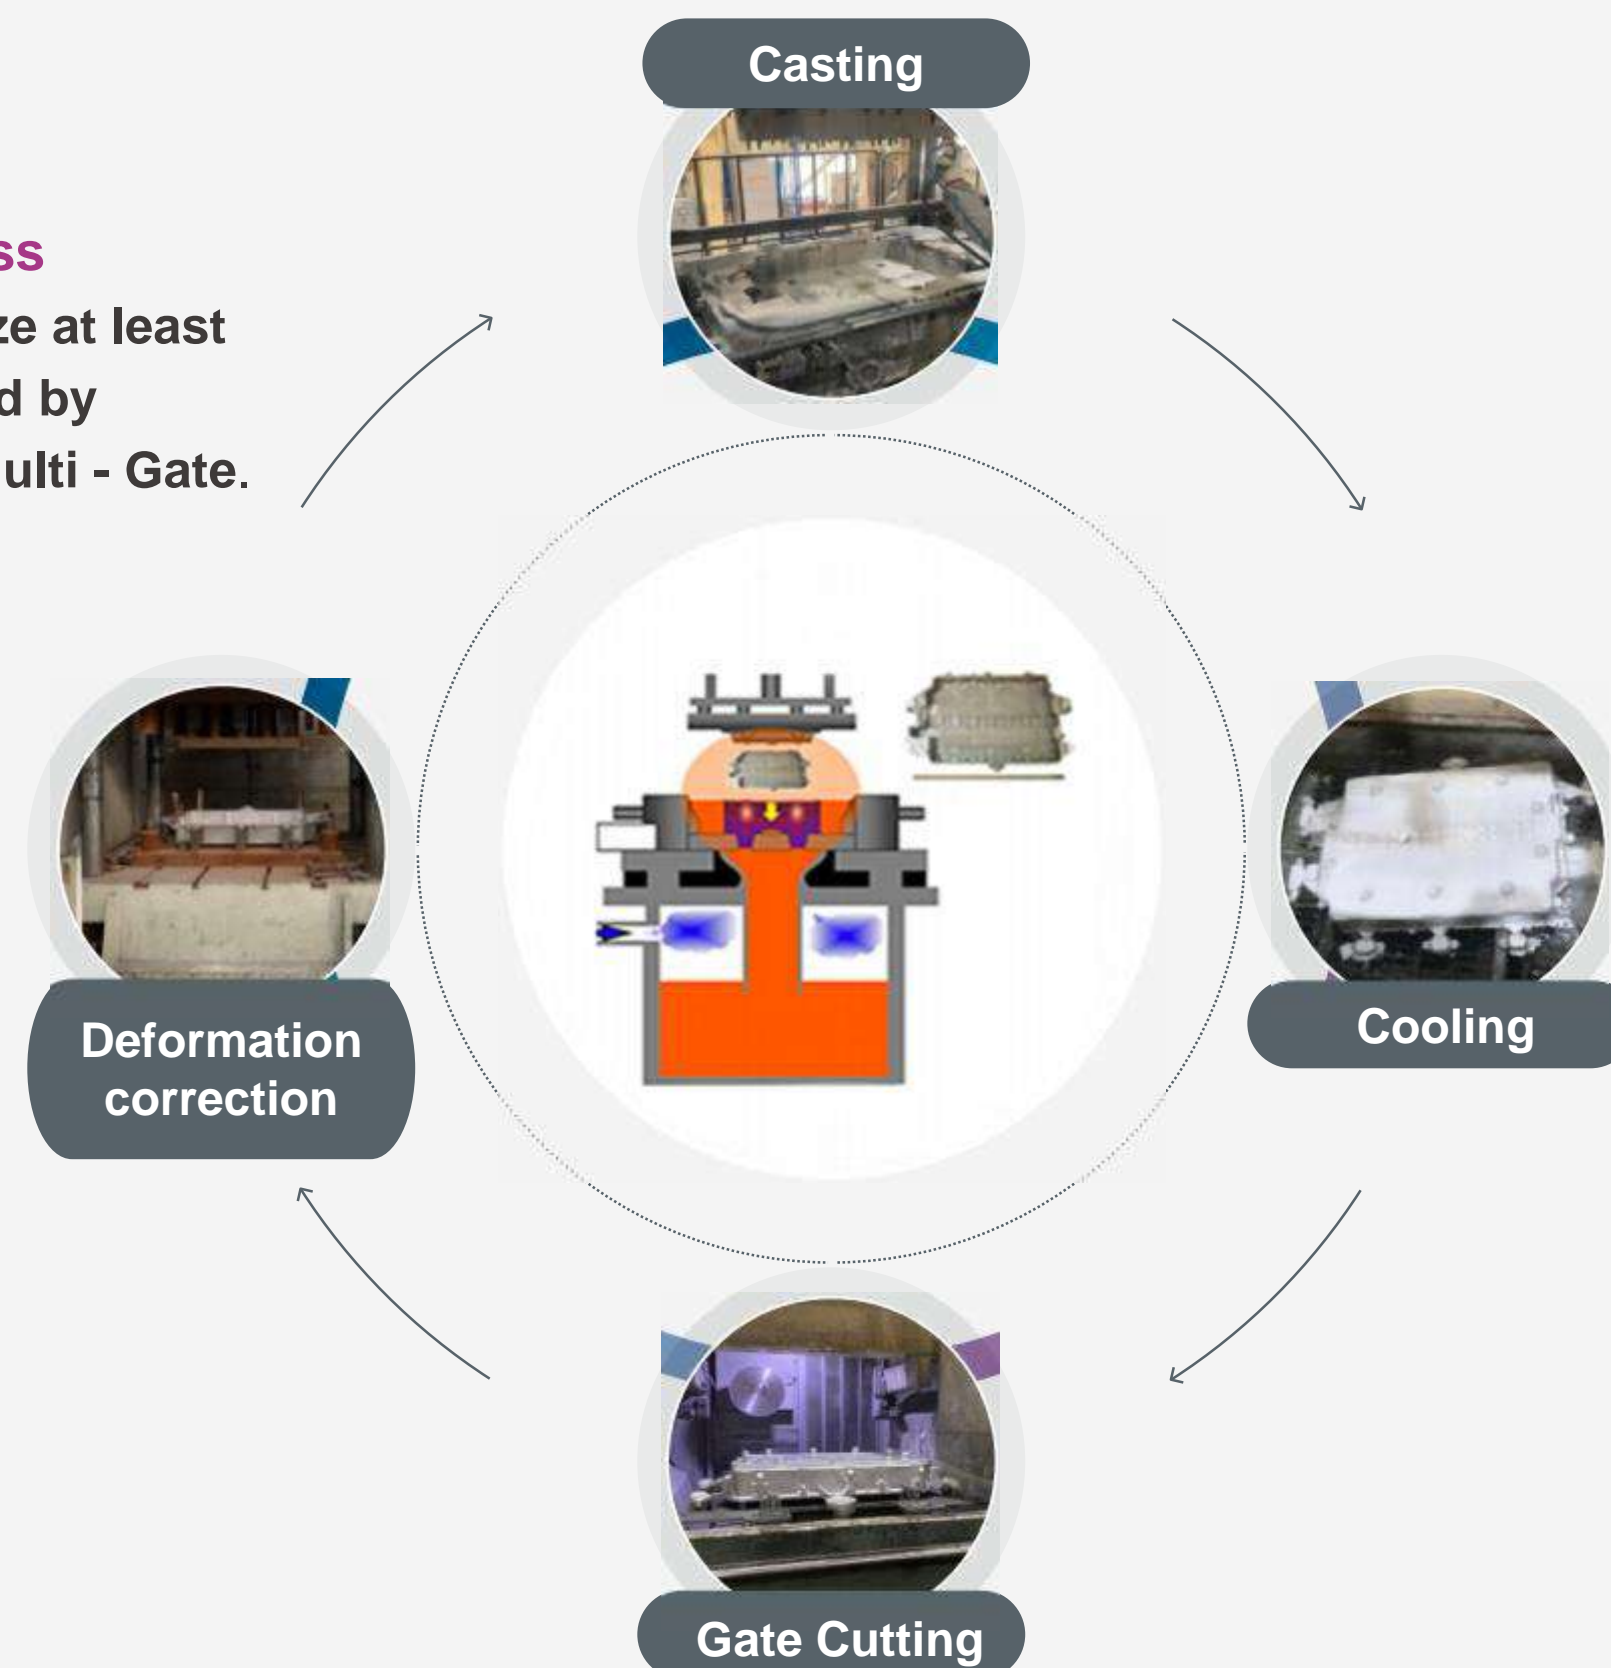 Casting
ss
ze at least
d by
ulti - Gate.
Deformation
correction
Cooling
Gate Cutting